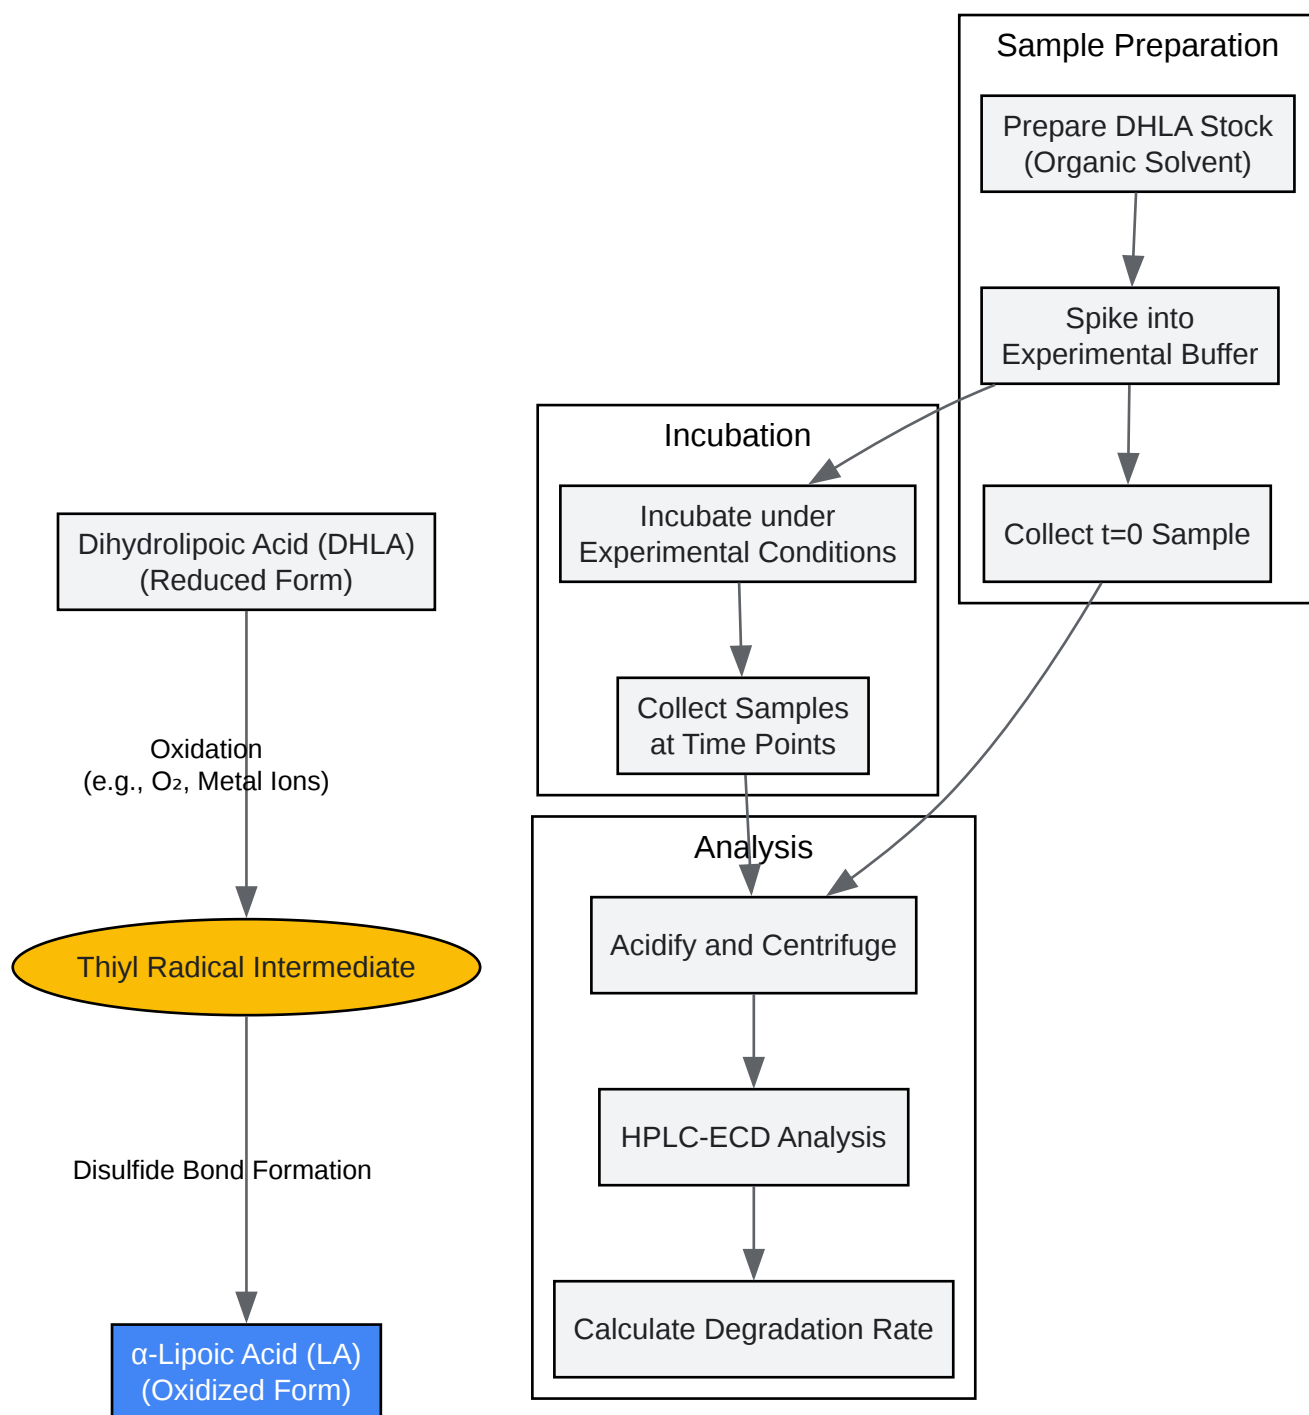 Sample Preparation
Prepare DHLA Stock
(Organic Solvent)
Spike into
Experimental Buffer
Collect t=0 Sample
Incubation
Incubate under
Experimental Conditions
Collect Samples
at Time Points
Analysis
Acidify and Centrifuge
HPLC-ECD Analysis
Calculate Degradation Rate
Dihydrolipoic Acid (DHLA)
(Reduced Form)
Oxidation
(e.g., O₂, Metal Ions)
Thiyl Radical Intermediate
Disulfide Bond Formation
α-Lipoic Acid (LA)
(Oxidized Form)